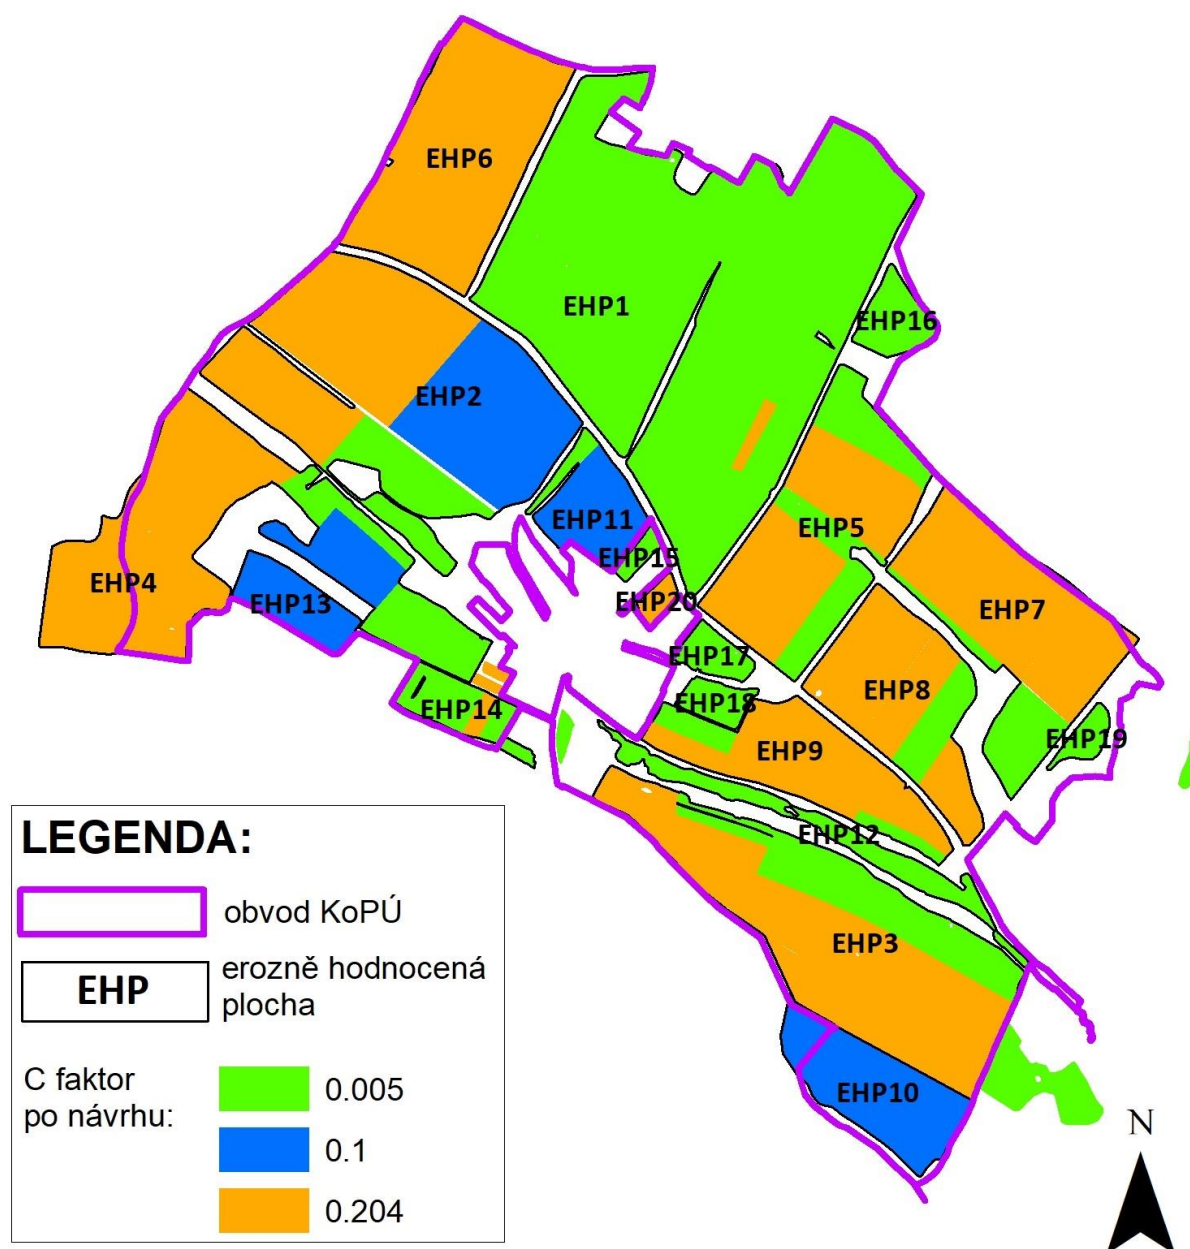 EHP6
EHP1
EHP16
EHP2
EHP11
EHP5
EHP15
EHP4
EHP13
EHP20
EHP7
EHP17
EHP8
EHP18
EHP14
EHP9
EHP19
EHP12
EHP3
EHP10
LEGENDA:
obvod KoPÚ
EHP
erozně hodnocená
plocha
C faktor
po návrhu:
0.005
0.1
0.204
N